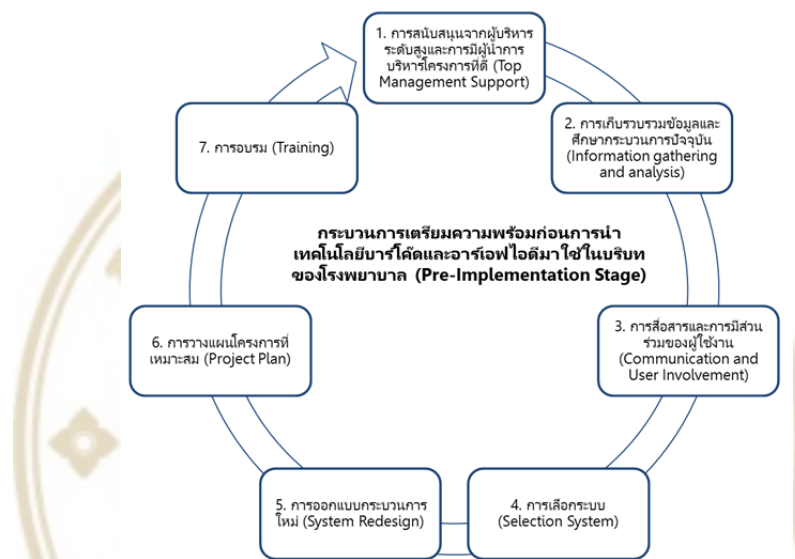 1. การสนับสนุนจากผู้บริหาร
ระดับสูงและการมีผู้นำการ
บริหารโครงการที่ดี (Top
Management Support)
2. การเก็บรวบรวมข้อมูลและ
ศึกษากระบวนการปัจจุบัน
(Information gathering
and analysis)
3. การสื่อสารและการมีส่วน
ร่วมของผู้ใช้งาน
(Communication and
User Involvement)
4. การเลือกระบบ
(Selection System)
5. การออกแบบกระบวนการ
ใหม่ (System Redesign)
6. การวางแผนโครงการที่
เหมาะสม (Project Plan)
7. การอบรม (Training)
กระบวนการเตรียมความพร้อมก่อนการนำ
เทคโนโลยีบาร์โค๊ดและอาร์เอฟไอดีมาใช้ในบริบท
ของโรงพยาบาล (Pre-Implementation Stage)